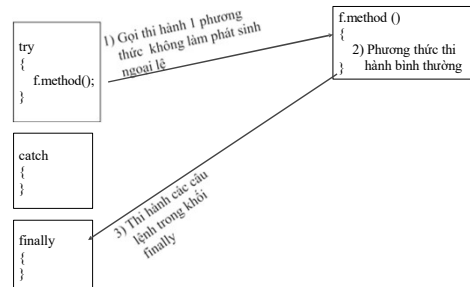 try
{
f.method();
}
1) Gọi thi hành 1 phương
thức không làm phát sinh
ngoại lệ
f.method ()
{
2) Phương thức thi
hành bình thường
}
catch
{
}
3) Thi hành các câu
lệnh trong khối
finally
finally
{
}